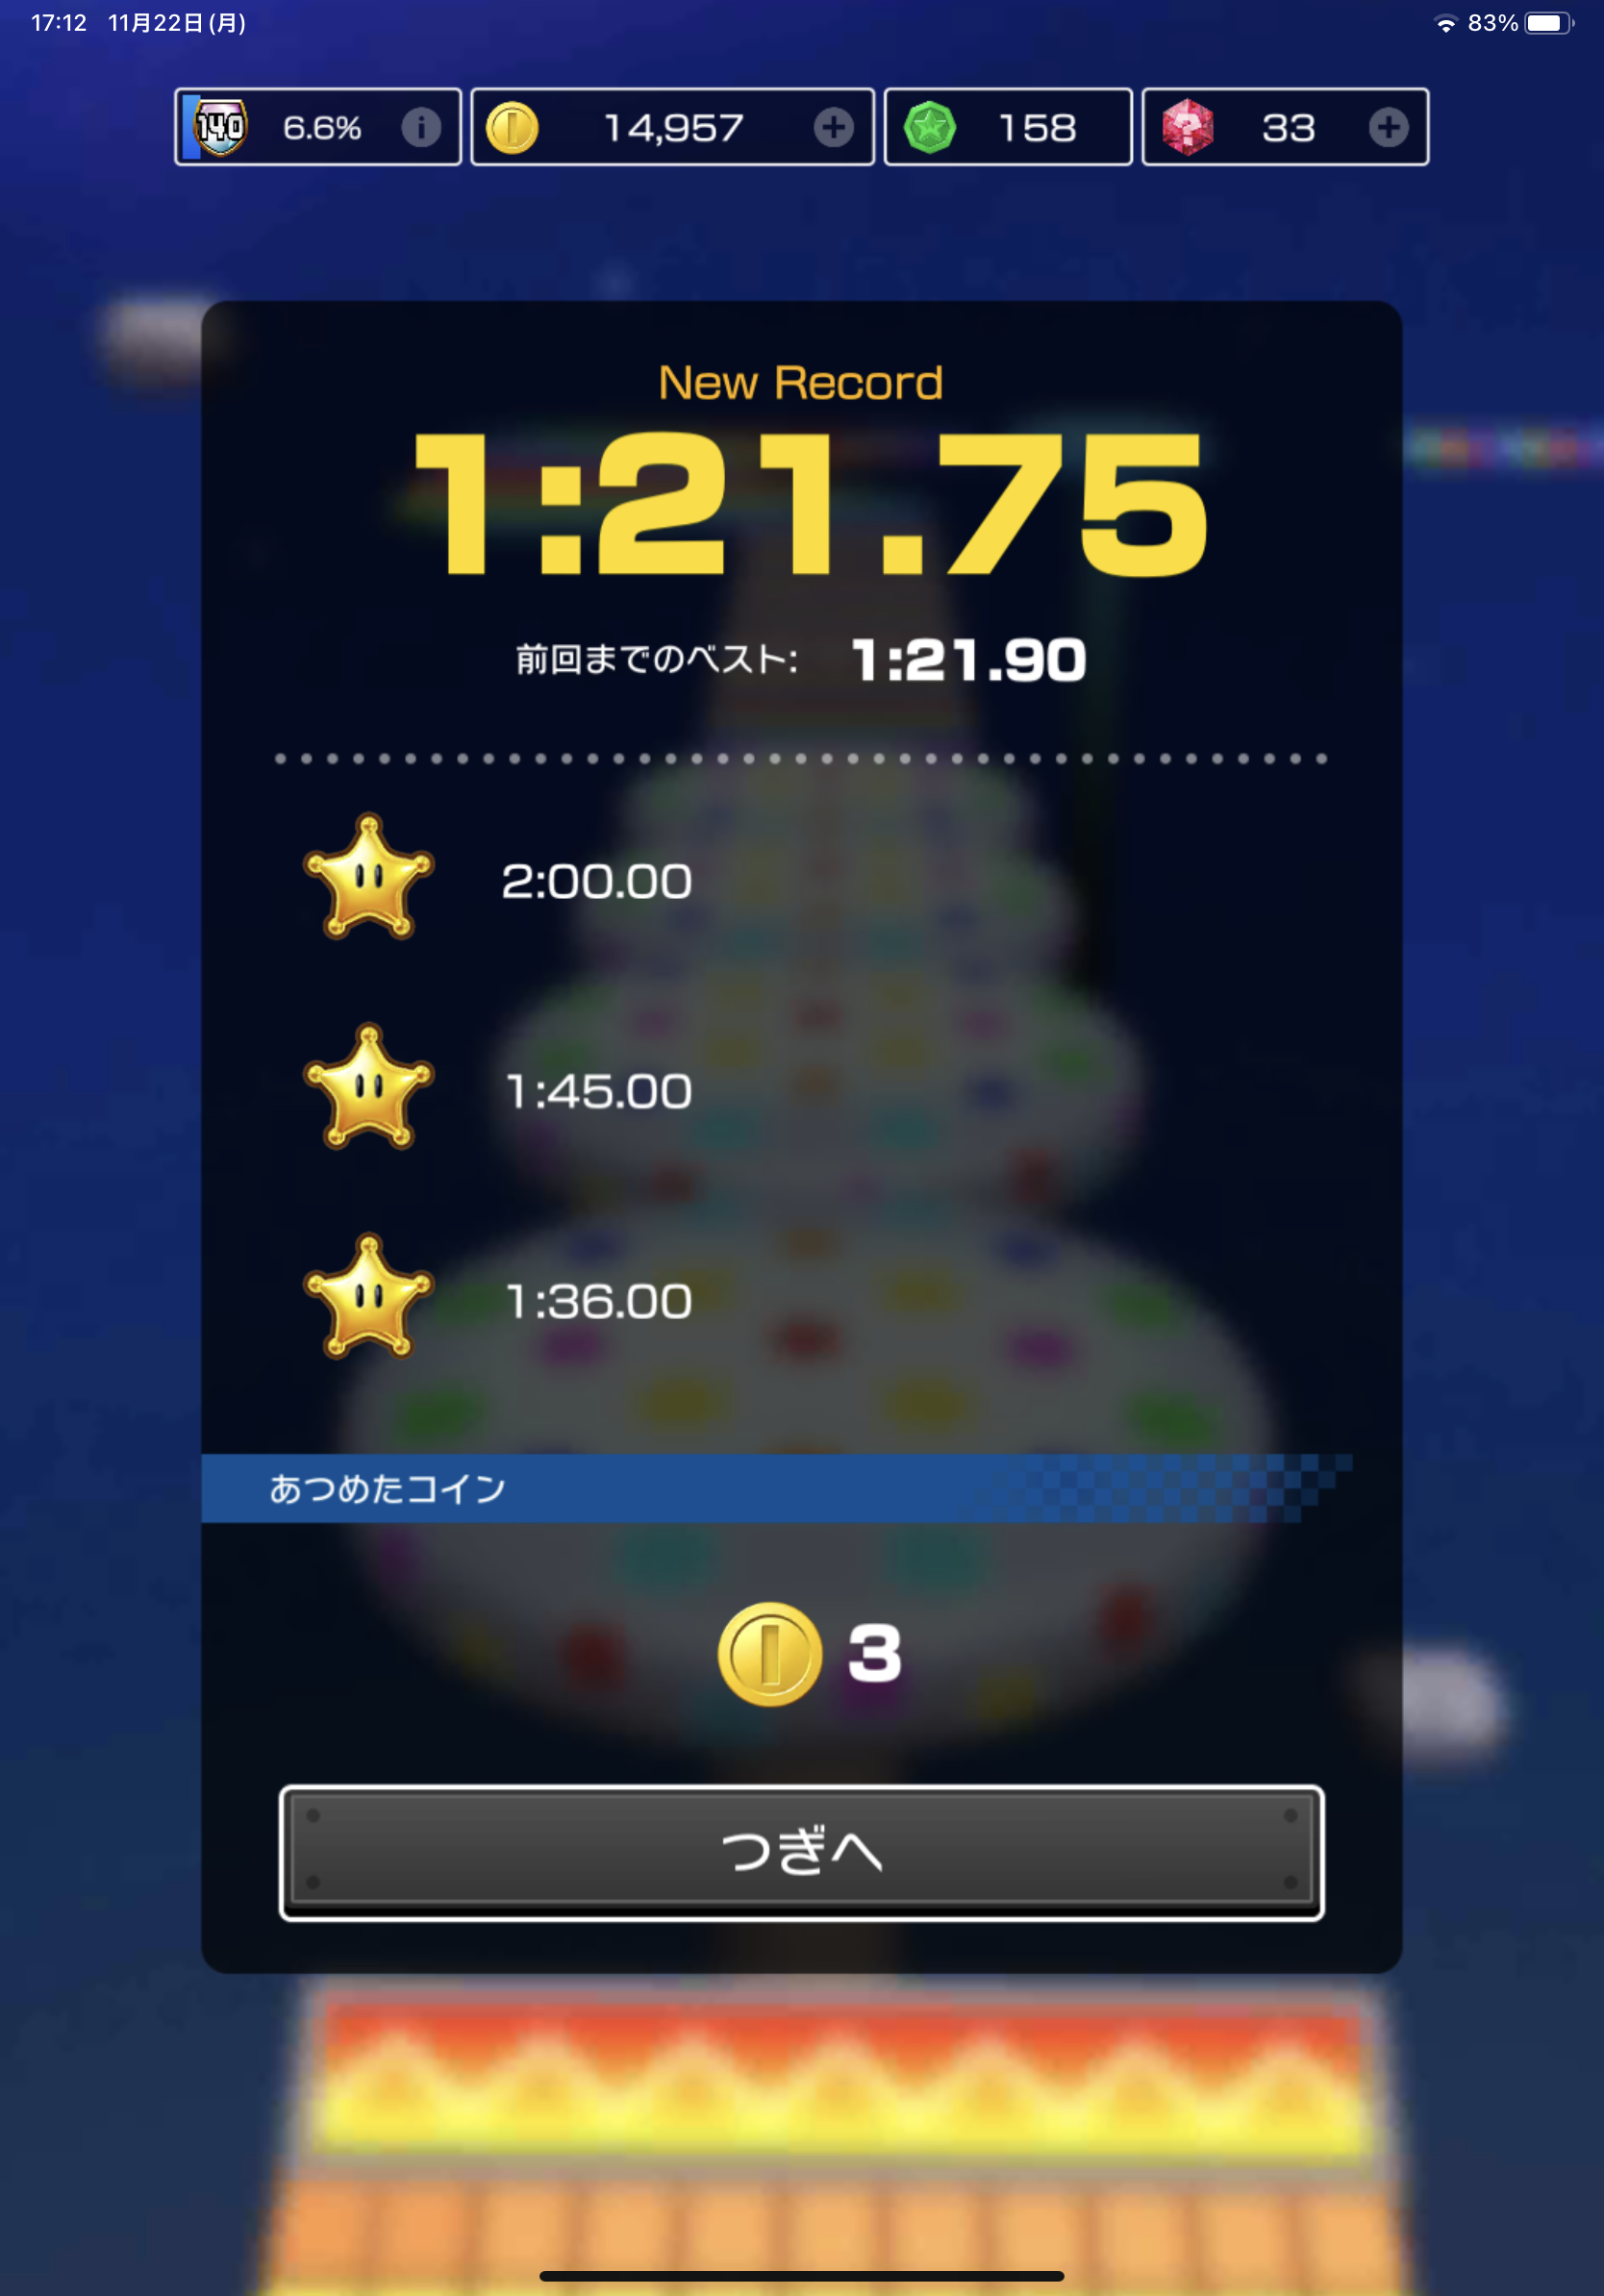 17:12 11月22日(月) 83%
140 6.6% 14,957 158 33
New Record
1:21.75
前回までのベスト: 1:21.90
2:00.00
1:45.00
1:36.00
あつめたコイン
3
つぎへ